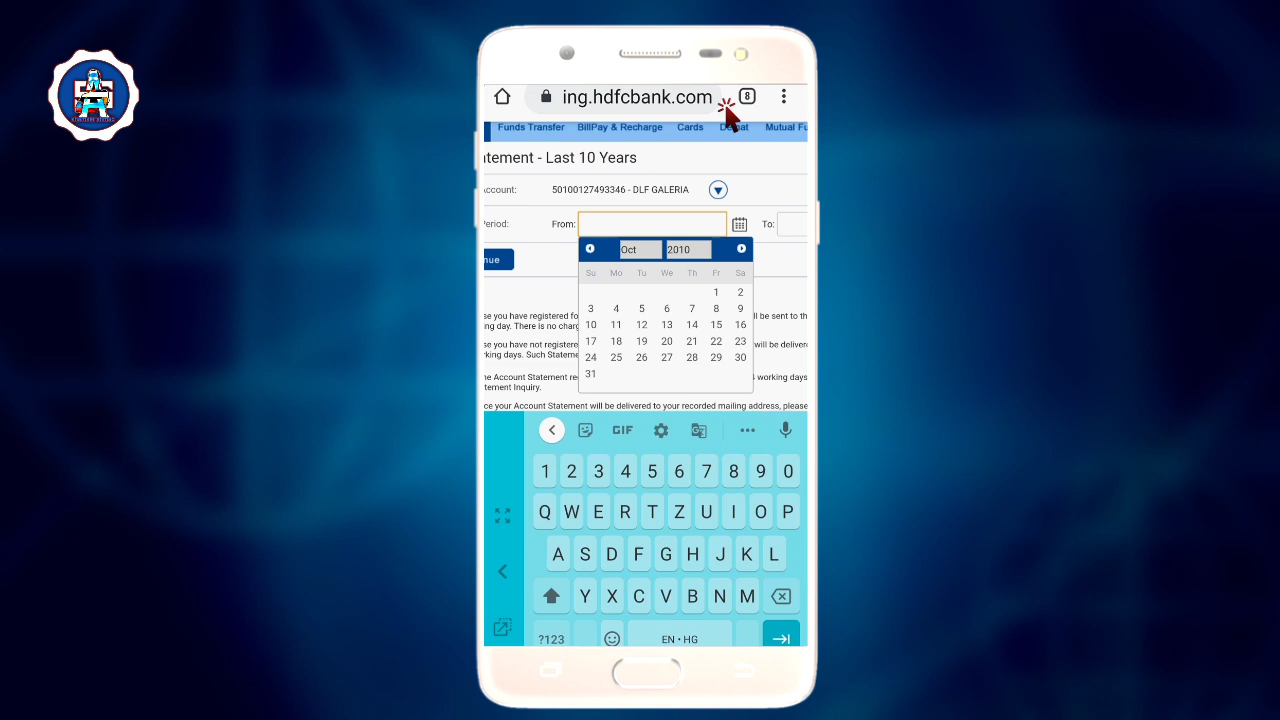 ing.hdfcbank.com 8
Funds Transfer BillPay & Recharge Cards Demat Mutual Fu
tement - Last 10 Years
ccount: 50100127493346 - DLF GALERIA
Period: From: To:
Oct 2010
nue
Su Mo Tu We Th Fr Sa
1 2
3 4 5 6 7 8 9
10 11 12 13 14 15 16
17 18 19 20 21 22 23
24 25 26 27 28 29 30
31
se you have registered fo ll be sent to th
ng day. There is no charg
se you have not registere will be deliver
rking days. Such Stateme
ne Account Statement re 4 working days
tement Inquiry.
ce your Account Statement will be delivered to your recorded mailing address, please
GIF
1 2 3 4 5 6 7 8 9 0
Q W E R T Z U I O P
A S D F G H J K L
Y X C V B N M
?123 EN • HG